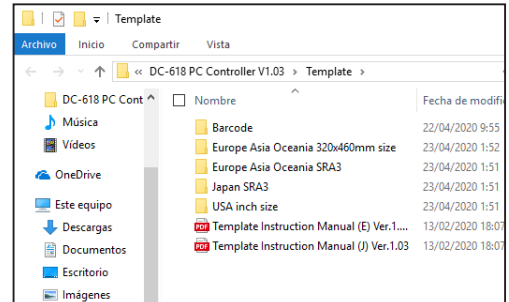 Template
Archivo Inicio Compartir Vista
« DC-618 PC Controller V1.03 > Template >
DC-618 PC Cont
Música
Vídeos
OneDrive
Este equipo
Descargas
Documentos
Escritorio
Imágenes
Nombre Fecha de modifi
Barcode 22/04/2020 9:55
Europe Asia Oceania 320x460mm size 23/04/2020 1:52
Europe Asia Oceania SRA3 23/04/2020 1:51
Japan SRA3 23/04/2020 1:51
USA inch size 23/04/2020 1:51
PDF Template Instruction Manual (E) Ver.1.... 13/02/2020 18:07
PDF Template Instruction Manual (J) Ver.1.03 13/02/2020 18:07